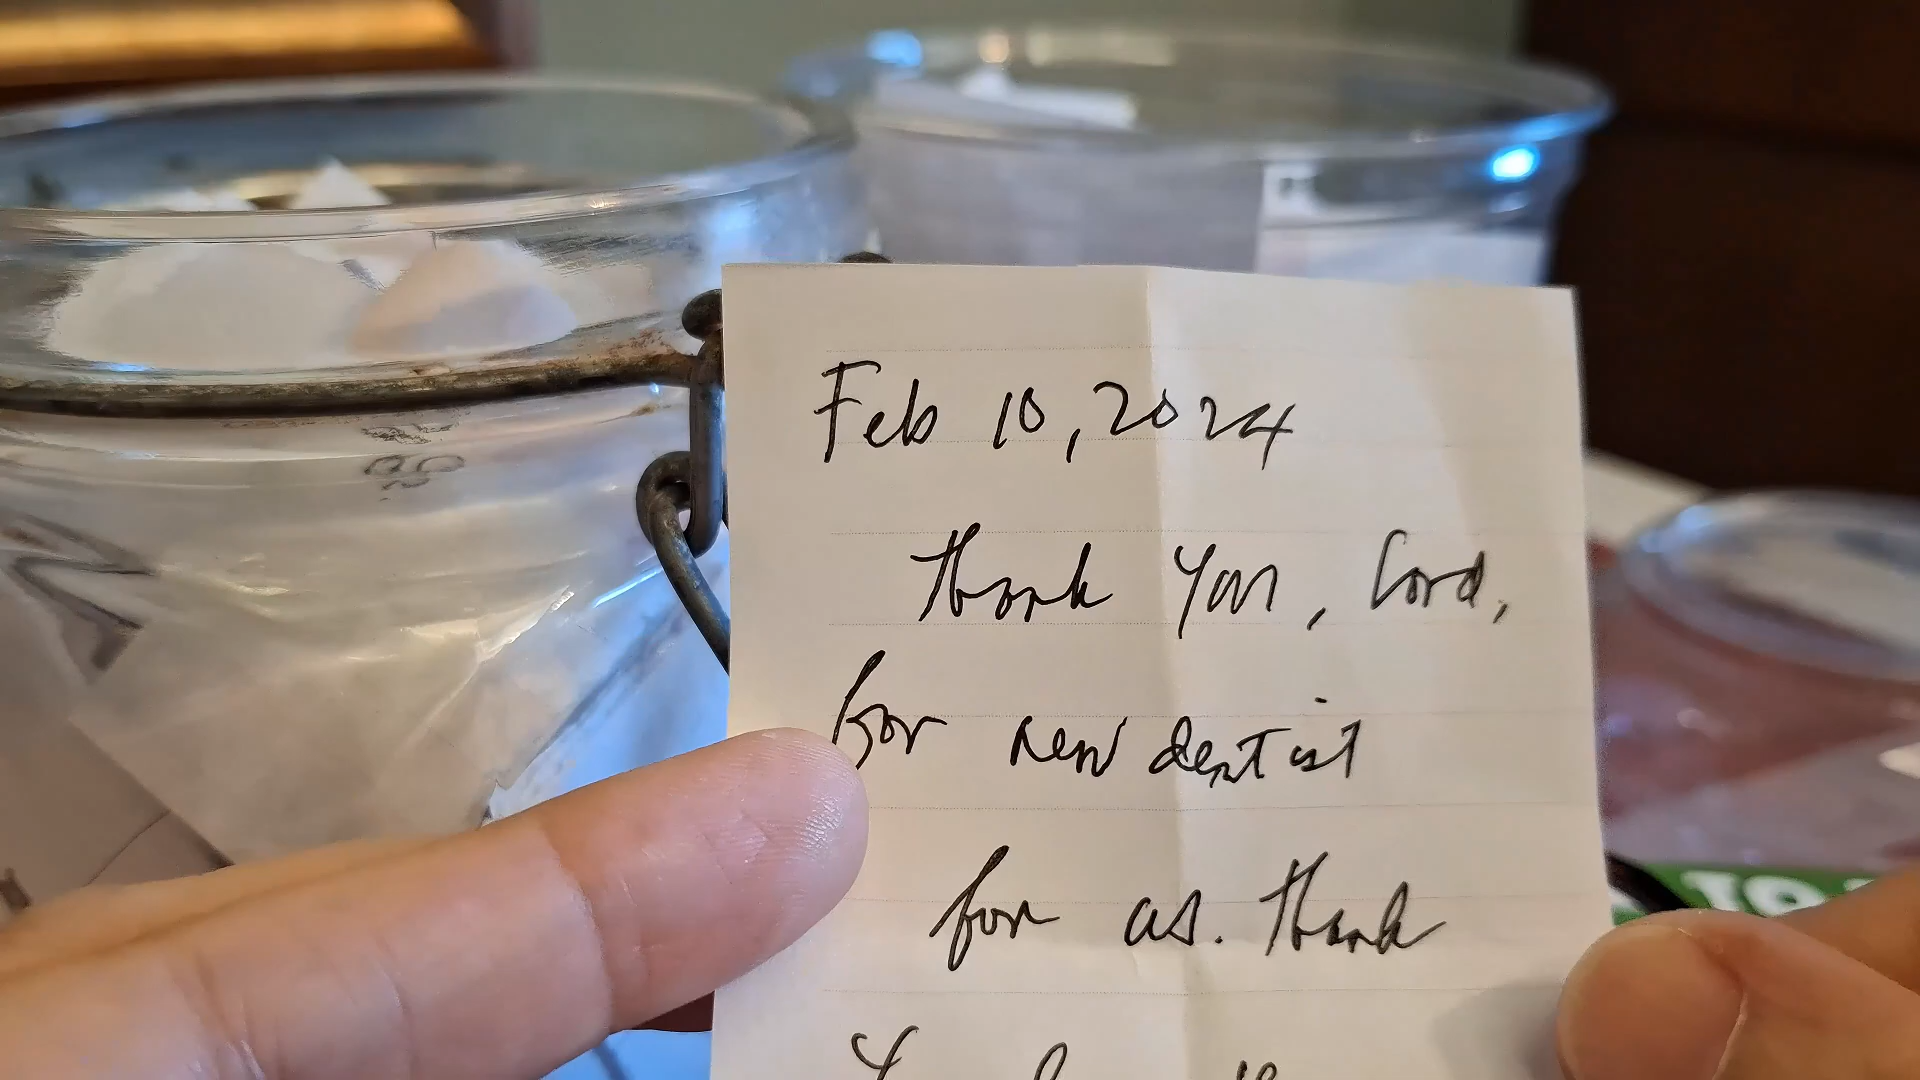 Feb 10, 2024
Thank You, Lord,
for new dentist
for us. Thank